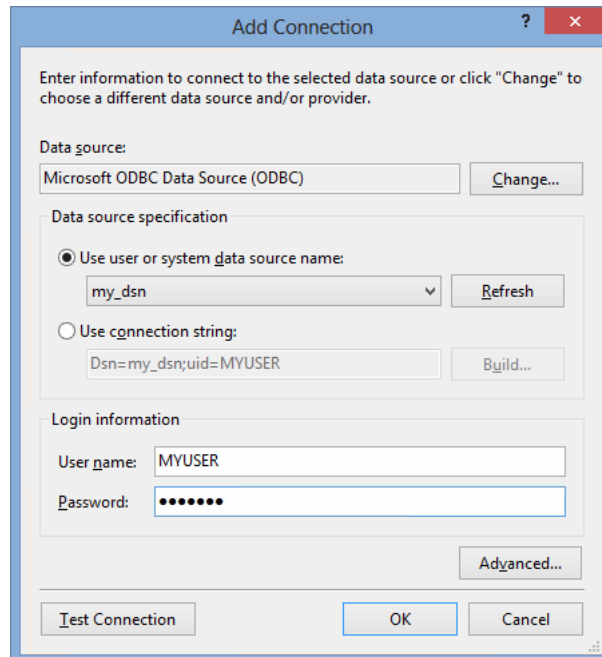 Add Connection
?
Enter information to connect to the selected data source or click "Change" to
choose a different data source and/or provider.
Data source:
Microsoft ODBC Data Source (ODBC)
Change...
Data source specification
Use user or system data source name:
my_dsn
Refresh
Use connection string:
Dsn=my_dsn;uid=MYUSER
Build...
Login information
User name:
MYUSER
Password:
•••••••
Advanced...
Test Connection
OK
Cancel